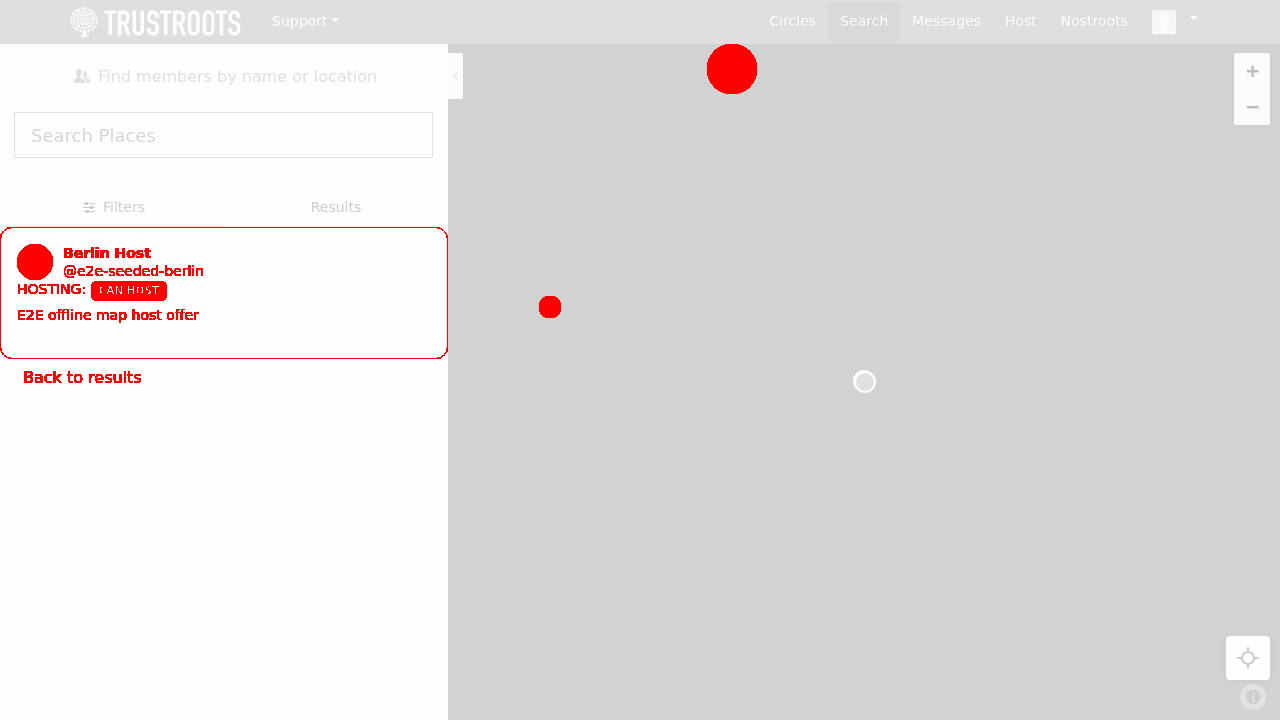 TRUSTROOTS Support Circles Search Messages Host Nostroots
Find members by name or location
Search Places
Filters Results
Berlin Host
@e2e-seeded-berlin
HOSTING: CAN HOST
E2E offline map host offer
Back to results